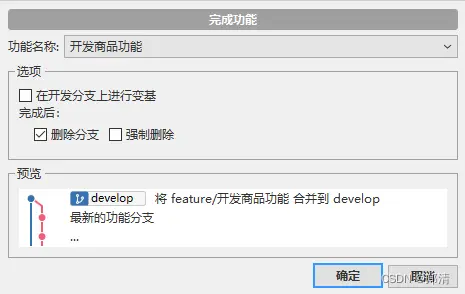 完成功能
功能名称: 开发商品功能
选项
在开发分支上进行变基
完成后:
删除分支 强制删除
预览
develop 将 feature/开发商品功能 合并到 develop
最新的功能分支
...
确定 取消